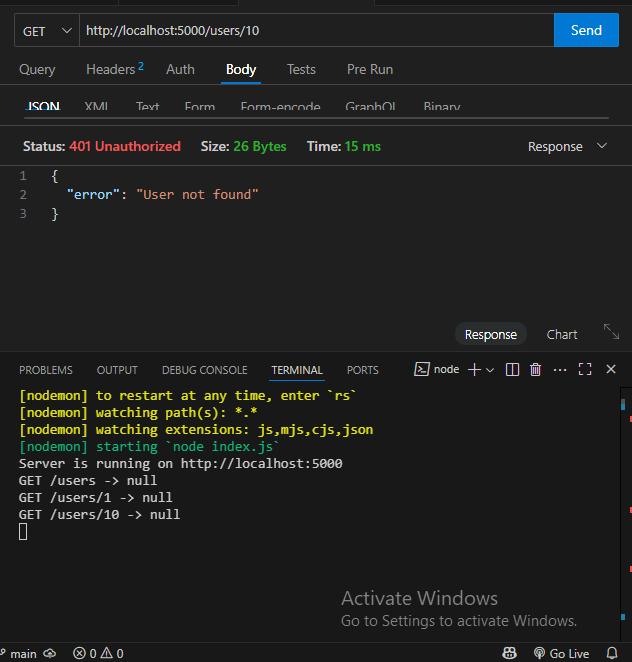 GET http://localhost:5000/users/10 Send
Query Headers 2 Auth Body Tests Pre Run
JSON XML Text Form Form-encode GraphQL Binary
Status: 401 Unauthorized Size: 26 Bytes Time: 15 ms Response
1 {
2 "error": "User not found"
3 }
Response Chart
PROBLEMS OUTPUT DEBUG CONSOLE TERMINAL PORTS node
[nodemon] to restart at any time, enter `rs`
[nodemon] watching path(s): *.*
[nodemon] watching extensions: js,mjs,cjs,json
[nodemon] starting `node index.js`
Server is running on http://localhost:5000
GET /users -> null
GET /users/1 -> null
GET /users/10 -> null
Activate Windows
Go to Settings to activate Windows.
main 0 0 Go Live